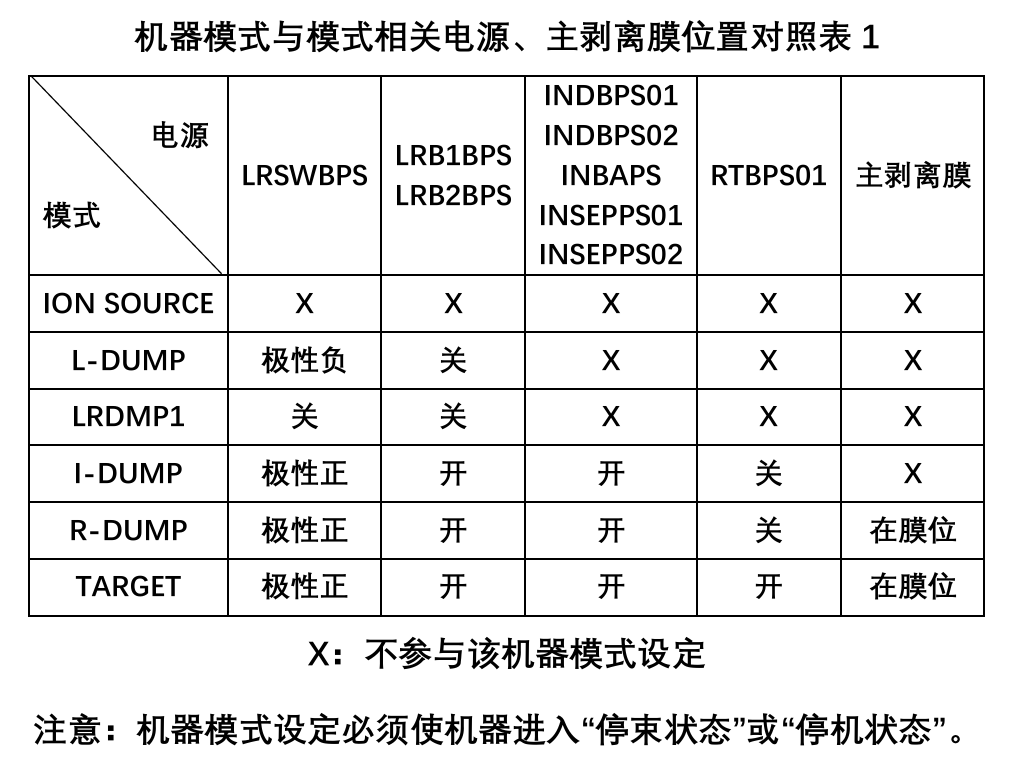 机器模式与模式相关电源、主剥离膜位置对照表 1
电源
模式
LRSWBPS
LRB1BPS
LRB2BPS
INDBPS01
INDBPS02
INBAPS
INSEPPS01
INSEPPS02
RTBPS01
主剥离膜
ION SOURCE X X X X X
L-DUMP 极性负 关 X X X
LRDMP1 关 关 X X X
I-DUMP 极性正 开 开 关 X
R-DUMP 极性正 开 开 关 在膜位
TARGET 极性正 开 开 开 在膜位
X：不参与该机器模式设定
注意：机器模式设定必须使机器进入“停束状态”或“停机状态”。